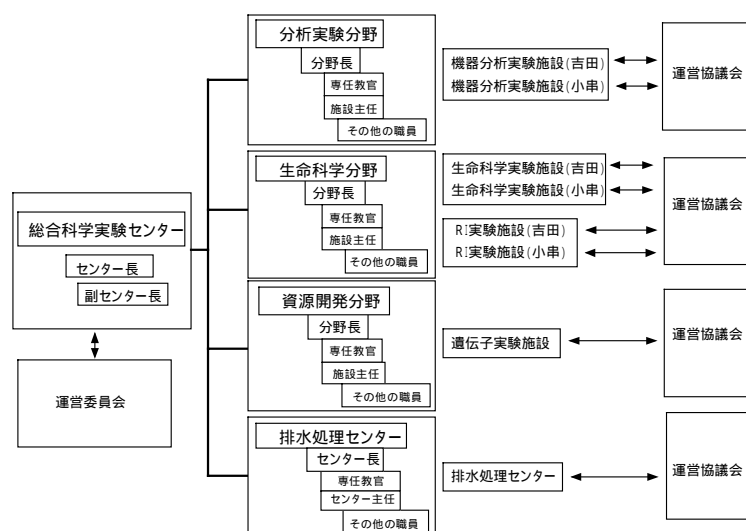 総合科学実験センター
センター長
副センター長
運営委員会
分析実験分野
分野長
専任教官
施設主任
その他の職員
機器分析実験施設(吉田)
機器分析実験施設(小串)
運営協議会
生命科学分野
分野長
専任教官
施設主任
その他の職員
生命科学実験施設(吉田)
生命科学実験施設(小串)
RI実験施設(吉田)
RI実験施設(小串)
運営協議会
資源開発分野
分野長
専任教官
施設主任
その他の職員
遺伝子実験施設
運営協議会
排水処理センター
センター長
専任教官
センター主任
その他の職員
排水処理センター
運営協議会